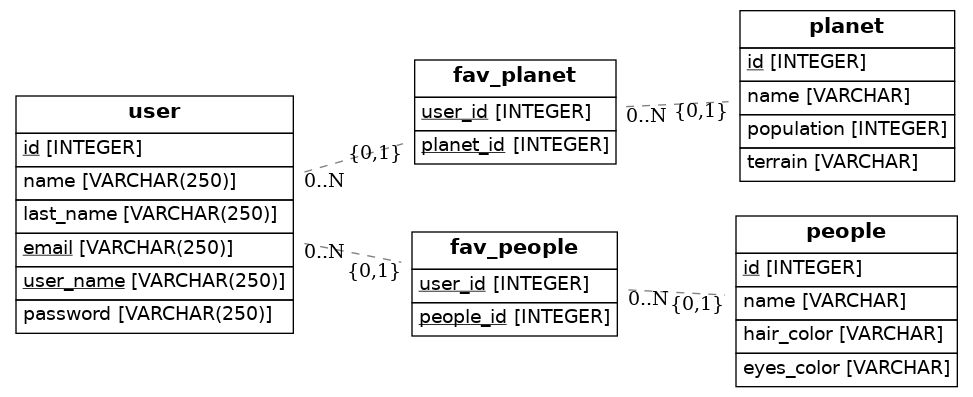 user
id [INTEGER]
name [VARCHAR(250)]
last_name [VARCHAR(250)]
email [VARCHAR(250)]
user_name [VARCHAR(250)]
password [VARCHAR(250)]
{0,1}
0..N
0..N
{0,1}
fav_planet
user_id [INTEGER]
planet_id [INTEGER]
fav_people
user_id [INTEGER]
people_id [INTEGER]
0..N
{0,1}
0..N
{0,1}
planet
id [INTEGER]
name [VARCHAR]
population [INTEGER]
terrain [VARCHAR]
people
id [INTEGER]
name [VARCHAR]
hair_color [VARCHAR]
eyes_color [VARCHAR]